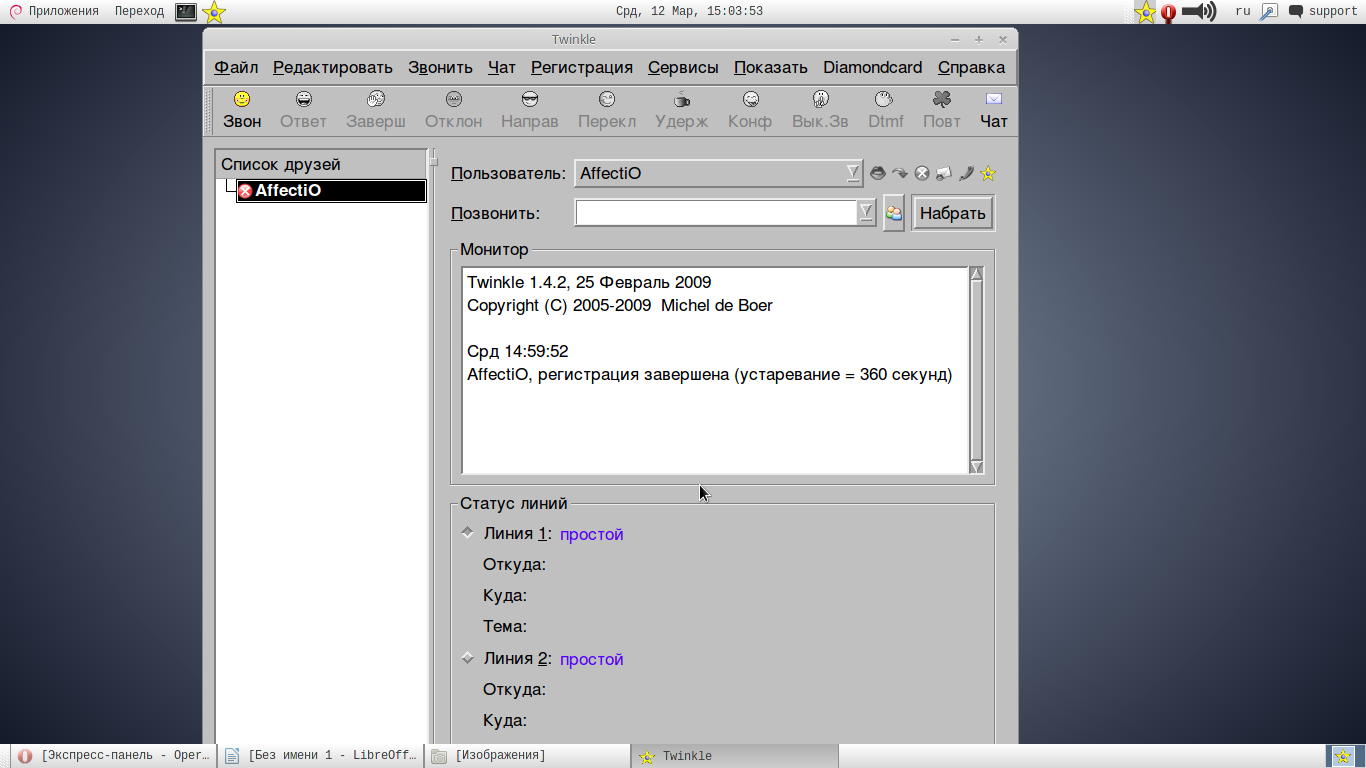 Приложения Переход Срд, 12 Мар, 15:03:53 ru support
Twinkle
Файл Редактировать Звонить Чат Регистрация Сервисы Показать Diamondcard Справка
Звон Ответ Заверш Отклон Направ Перекл Удерж Конф Вык.Зв Dtmf Повт Чат
Список друзей
AffectiO
Пользователь: AffectiO
Позвонить: Набрать
Монитор
Twinkle 1.4.2, 25 Февраль 2009
Copyright (C) 2005-2009 Michel de Boer
Срд 14:59:52
AffectiO, регистрация завершена (устаревание = 360 секунд)
Статус линий
Линия 1: простой
Откуда:
Куда:
Тема:
Линия 2: простой
Откуда:
Куда:
[Экспресс-панель - Oper… [Без имени 1 - LibreOff… [Изображения] Twinkle